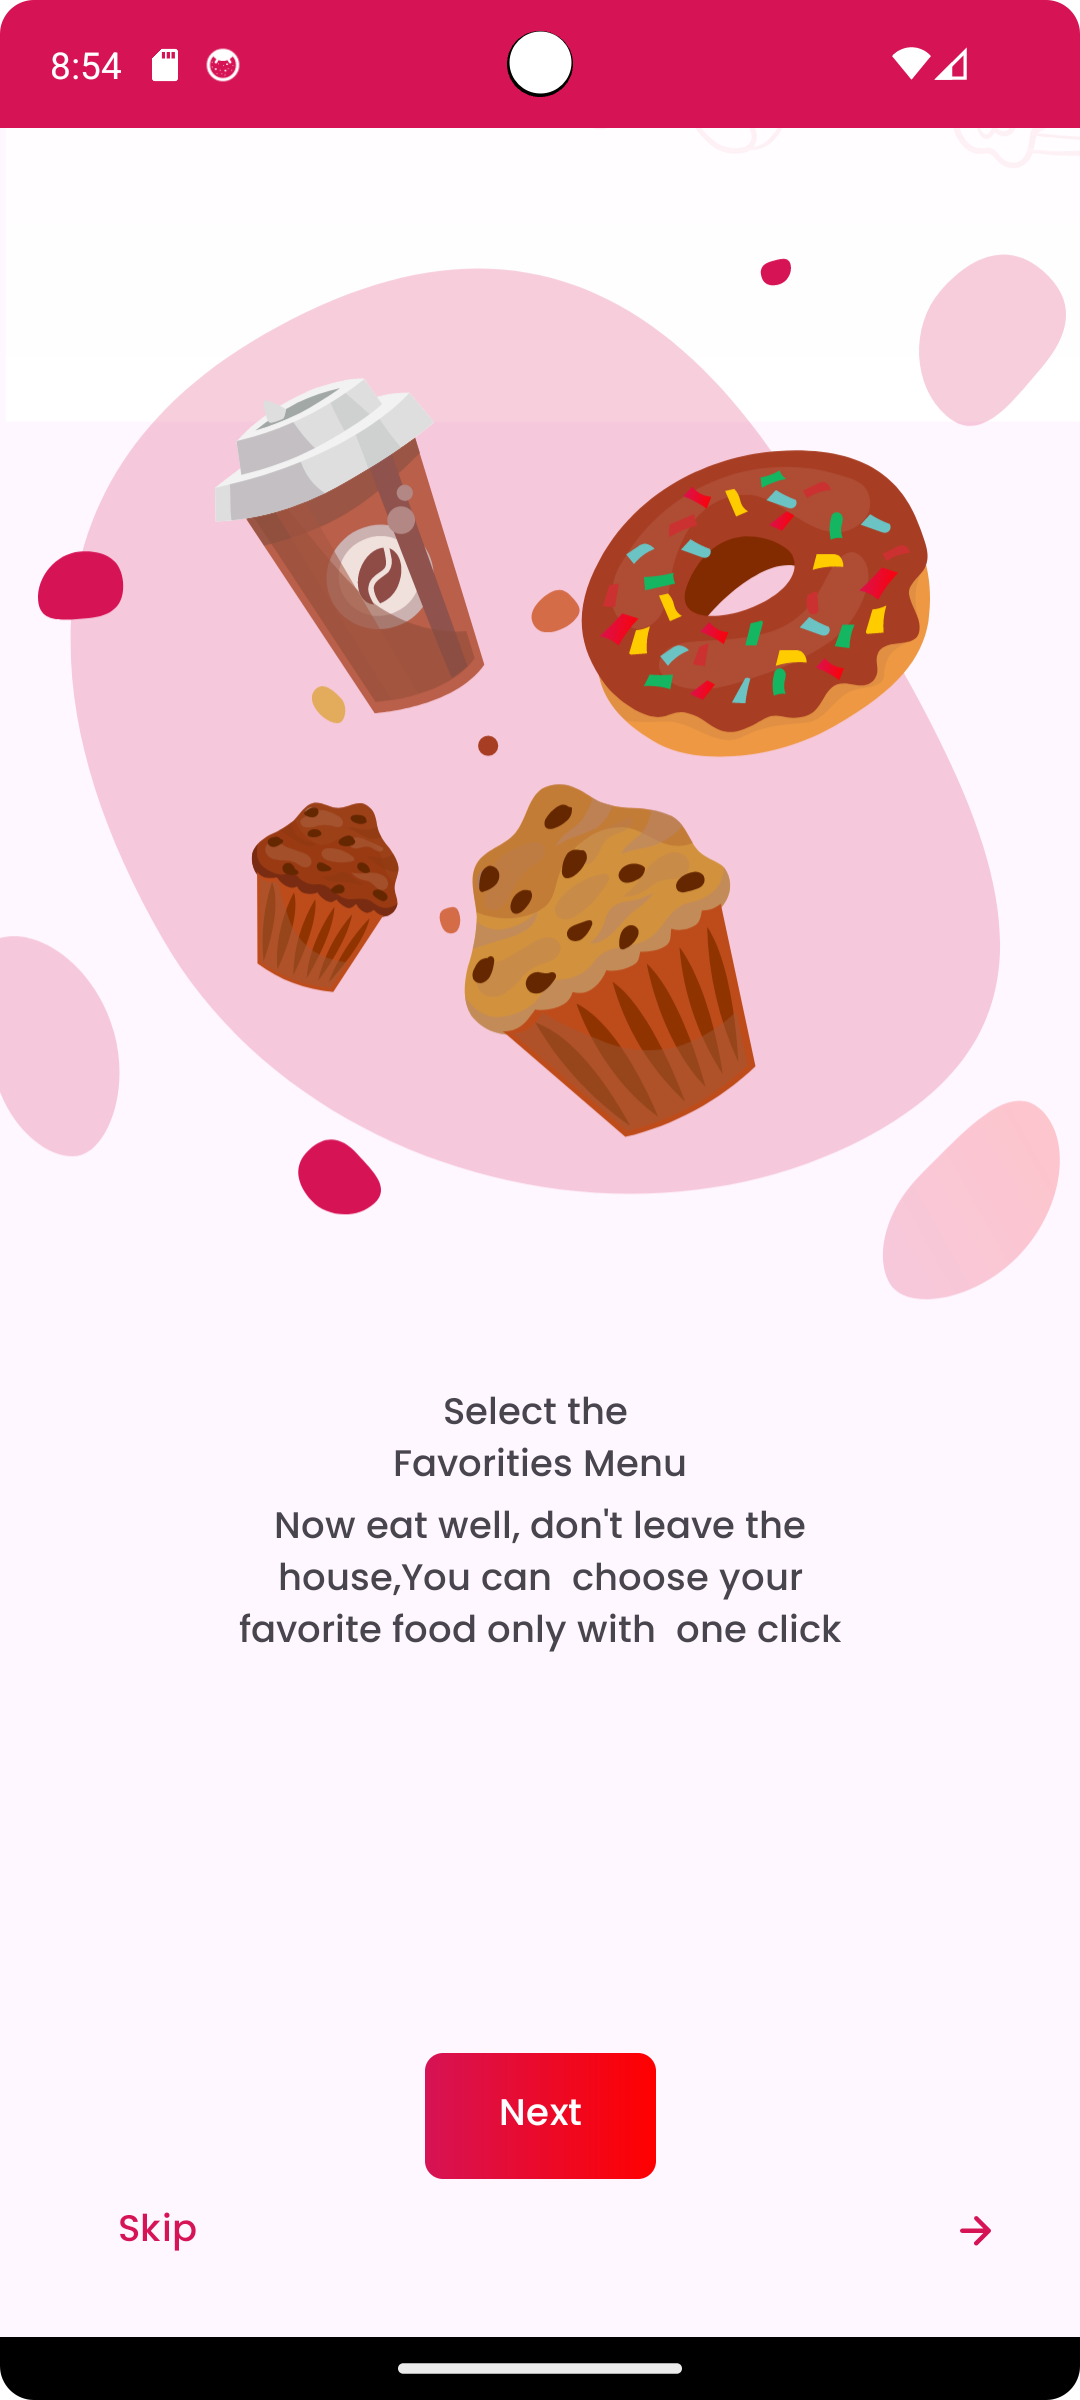 8:54
Select the
Favorities Menu
Now eat well, don't leave the
house,You can  choose your
favorite food only with  one click
Next
Skip